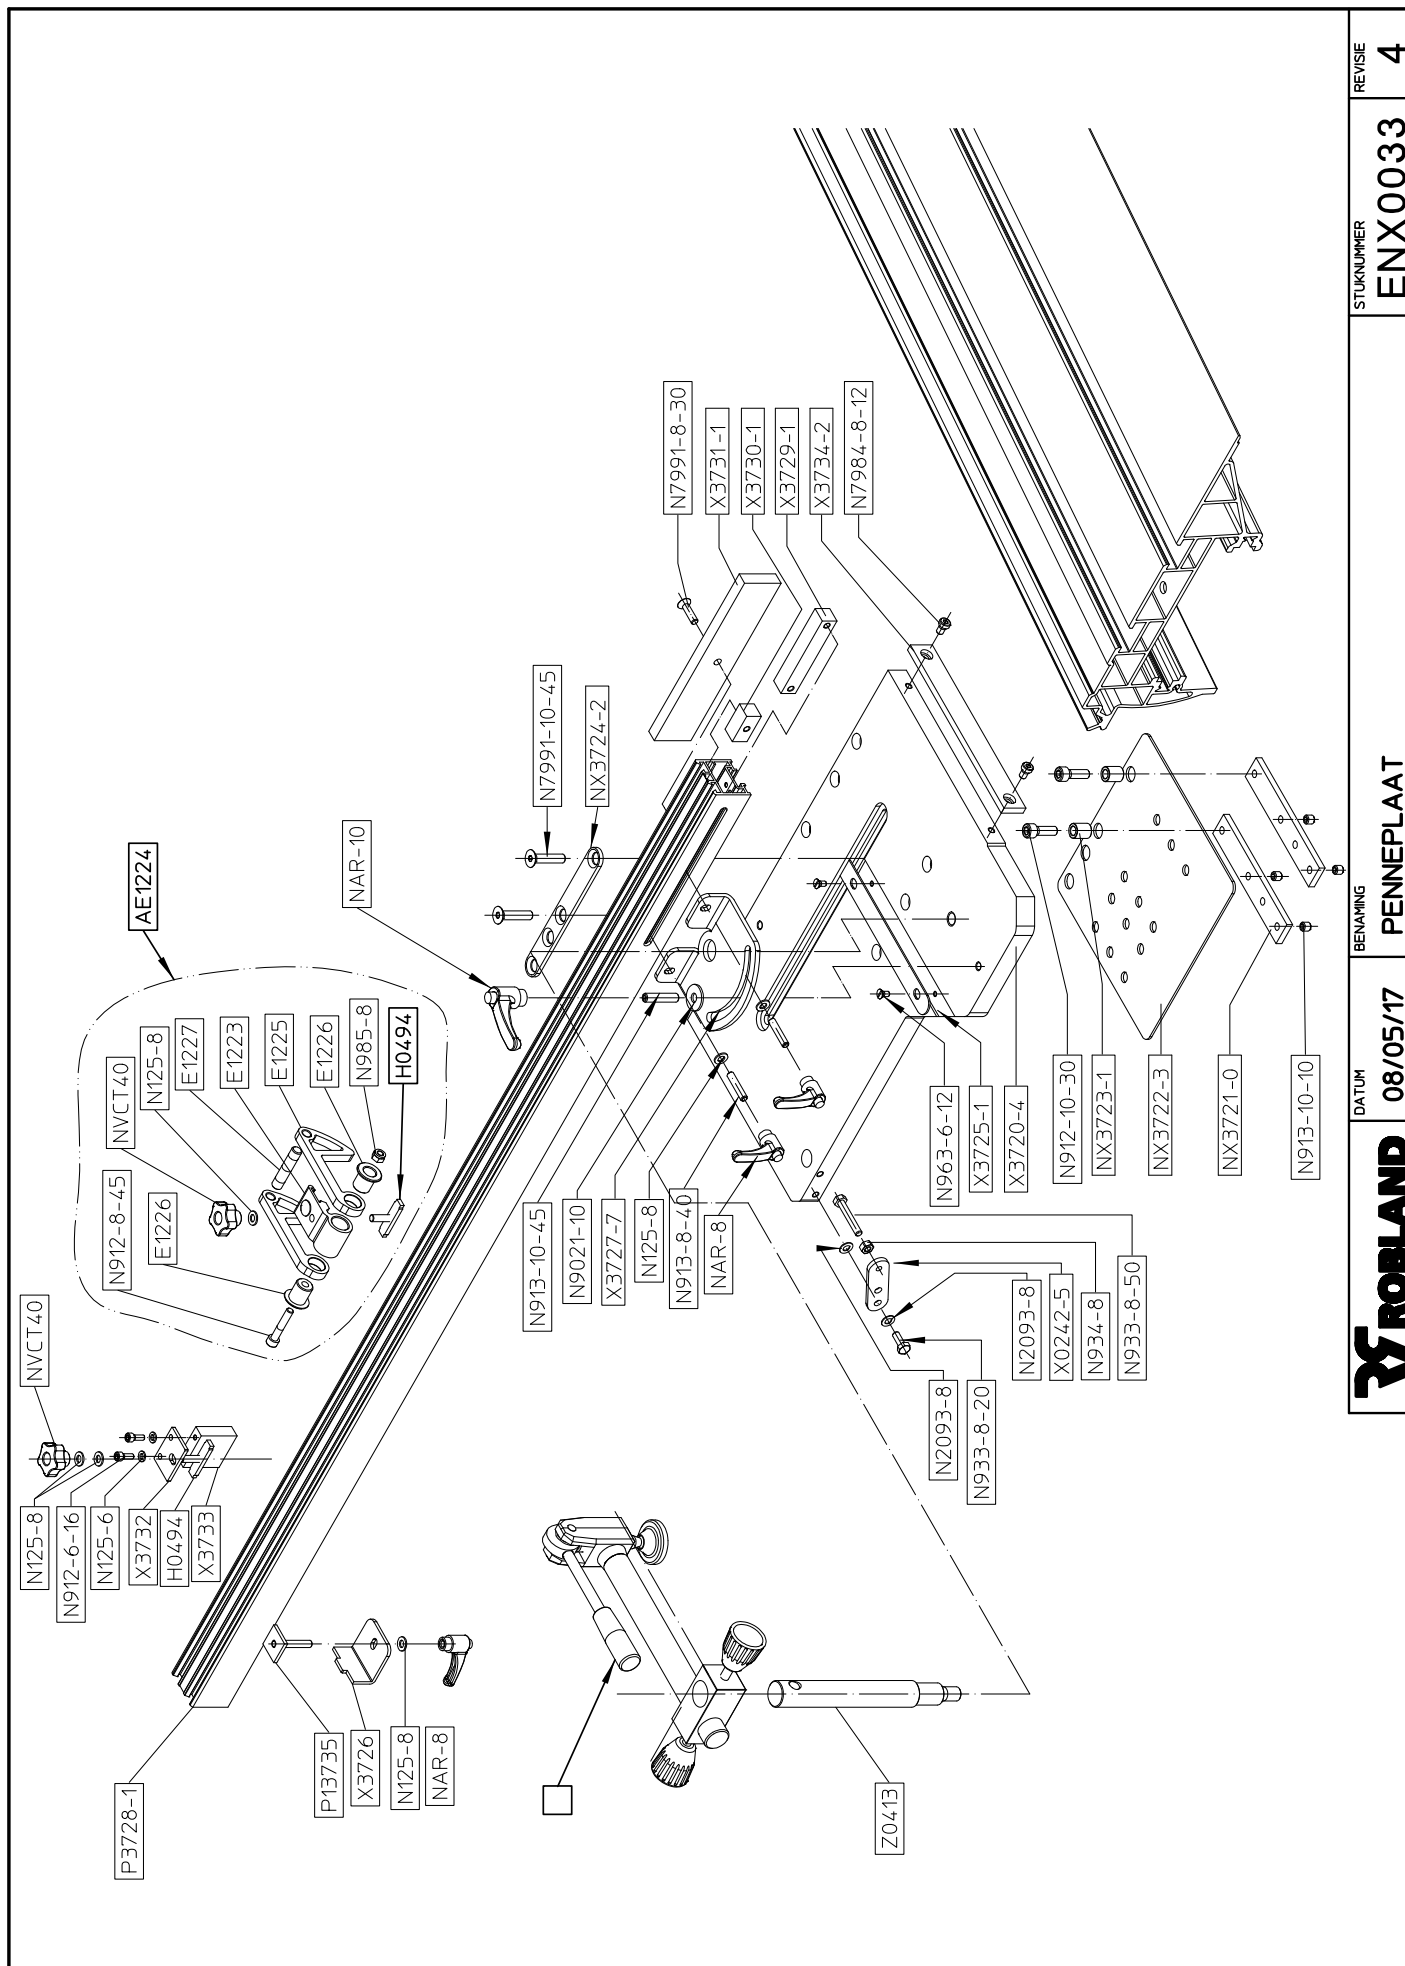 P3728-1
P13735
X3726
N125-8
NAR-8
Z0413
N125-8
N912-6-16
N125-6
X3732
H0494
X3733
NVCT40
N912-8-45
E1226
NVCT40
N125-8
E1227
E1223
E1225
E1226
N985-8
H0494
AE1224
NAR-10
N7991-10-45
NX3724-2
N7991-8-30
X3731-1
X3730-1
X3729-1
X3734-2
N7984-8-12
N913-10-45
N9021-10
X3727-7
N125-8
N913-8-40
NAR-8
N2093-8
N933-8-20
N2093-8
X0242-5
N934-8
N933-8-50
N963-6-12
X3725-1
X3720-4
N912-10-30
NX3723-1
NX3722-3
NX3721-0
N913-10-10
ROBLAND
DATUM
08/05/17
BENAMING
PENNEPLAAT
STUKNUMMER
ENX0033
REVISIE
4